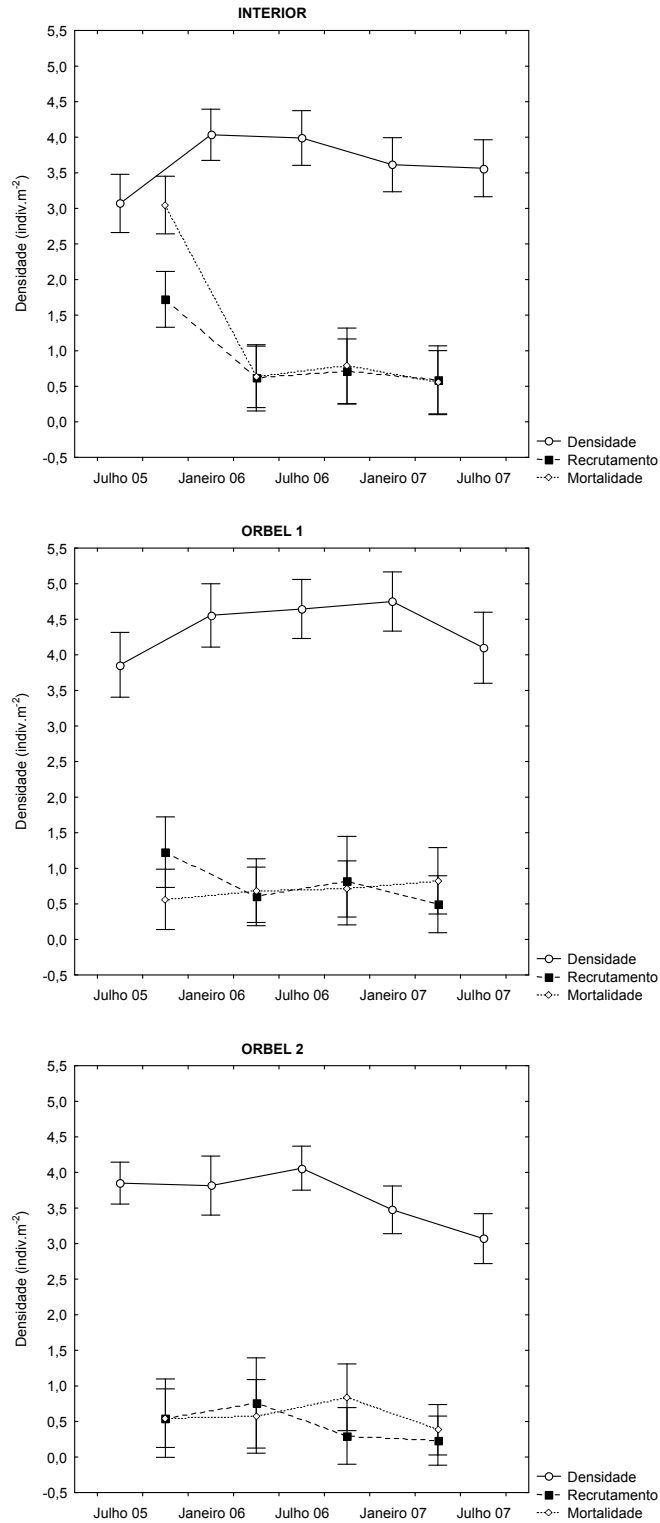 INTERIOR
5,5
5,0
4,5
4,0
3,5
3,0
2,5
2,0
1,5
1,0
0,5
0,0
-0,5
Densidade (indiv.m-2)
Julho 05 Janeiro 06 Julho 06 Janeiro 07 Julho 07
Densidade
Recrutamento
Mortalidade
ORBEL 1
5,5
5,0
4,5
4,0
3,5
3,0
2,5
2,0
1,5
1,0
0,5
0,0
-0,5
Densidade (indiv.m-2)
Julho 05 Janeiro 06 Julho 06 Janeiro 07 Julho 07
Densidade
Recrutamento
Mortalidade
ORBEL 2
5,5
5,0
4,5
4,0
3,5
3,0
2,5
2,0
1,5
1,0
0,5
0,0
-0,5
Densidade (indiv.m-2)
Julho 05 Janeiro 06 Julho 06 Janeiro 07 Julho 07
Densidade
Recrutamento
Mortalidade